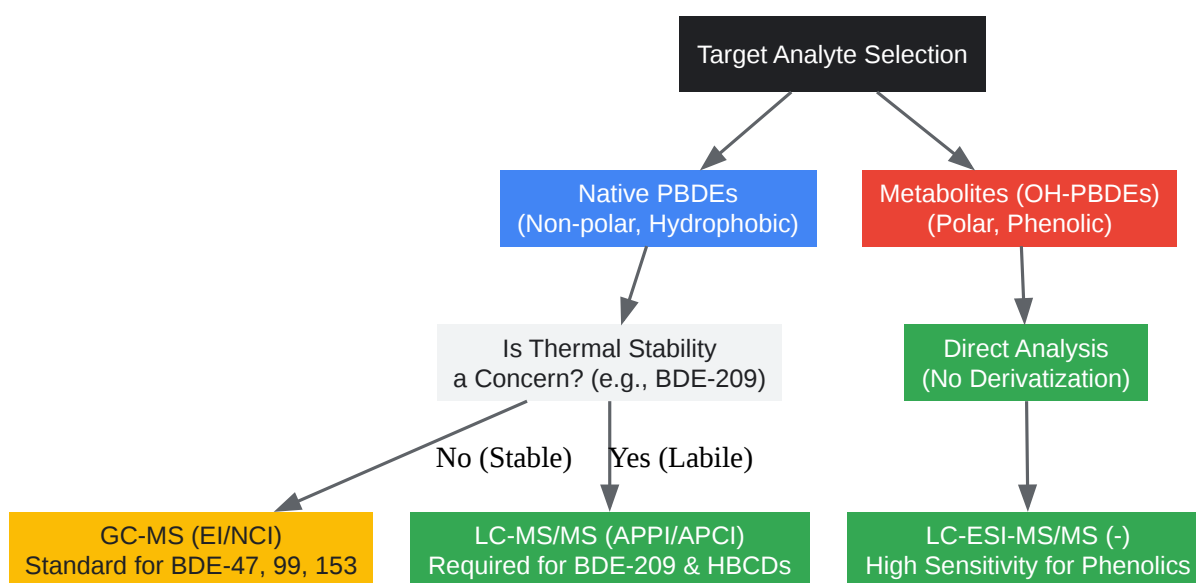 Target Analyte Selection
Native PBDEs
(Non-polar, Hydrophobic)
Metabolites (OH-PBDEs)
(Polar, Phenolic)
Is Thermal Stability
a Concern? (e.g., BDE-209)
Direct Analysis
(No Derivatization)
No (Stable)
Yes (Labile)
GC-MS (EI/NCI)
Standard for BDE-47, 99, 153
LC-MS/MS (APPI/APCI)
Required for BDE-209 & HBCDs
LC-ESI-MS/MS (-)
High Sensitivity for Phenolics